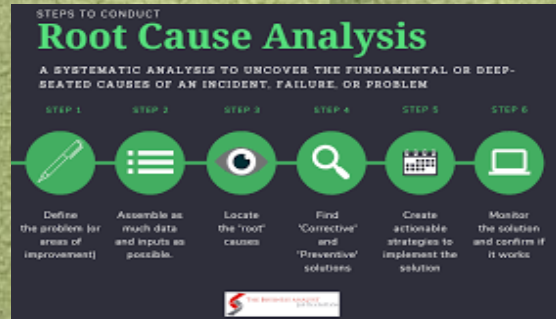 STEPS TO CONDUCT
Root Cause Analysis
A SYSTEMATIC ANALYSIS TO UNCOVER THE FUNDAMENTAL OR DEEP-
SEATED CAUSES OF AN INCIDENT, FAILURE, OR PROBLEM
STEP 1
STEP 2
STEP 3
STEP 4
STEP 5
STEP 6
Define
the problem (or
areas of
improvement)
Assemble as
much data
and inputs as
possible.
Locate
the "root"
causes
Find
'Corrective'
and
'Preventive'
solutions
Create
actionable
strategies to
implement the
solution
Monitor
the solution
and confirm if
it works
THE BUSINESS ANALYST